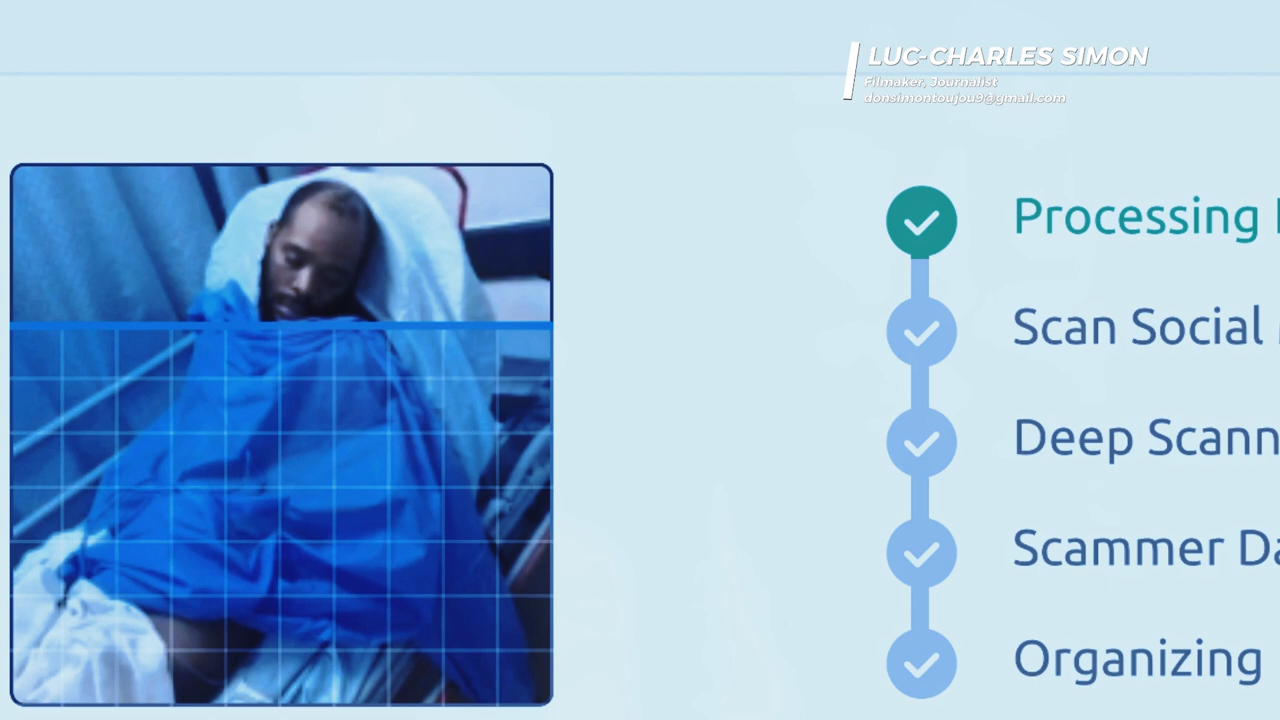 LUC-CHARLES SIMON
Filmaker, Journalist
donsimontoujou9@gmail.com
Processing
Scan Social
Deep Scann
Scammer Da
Organizing